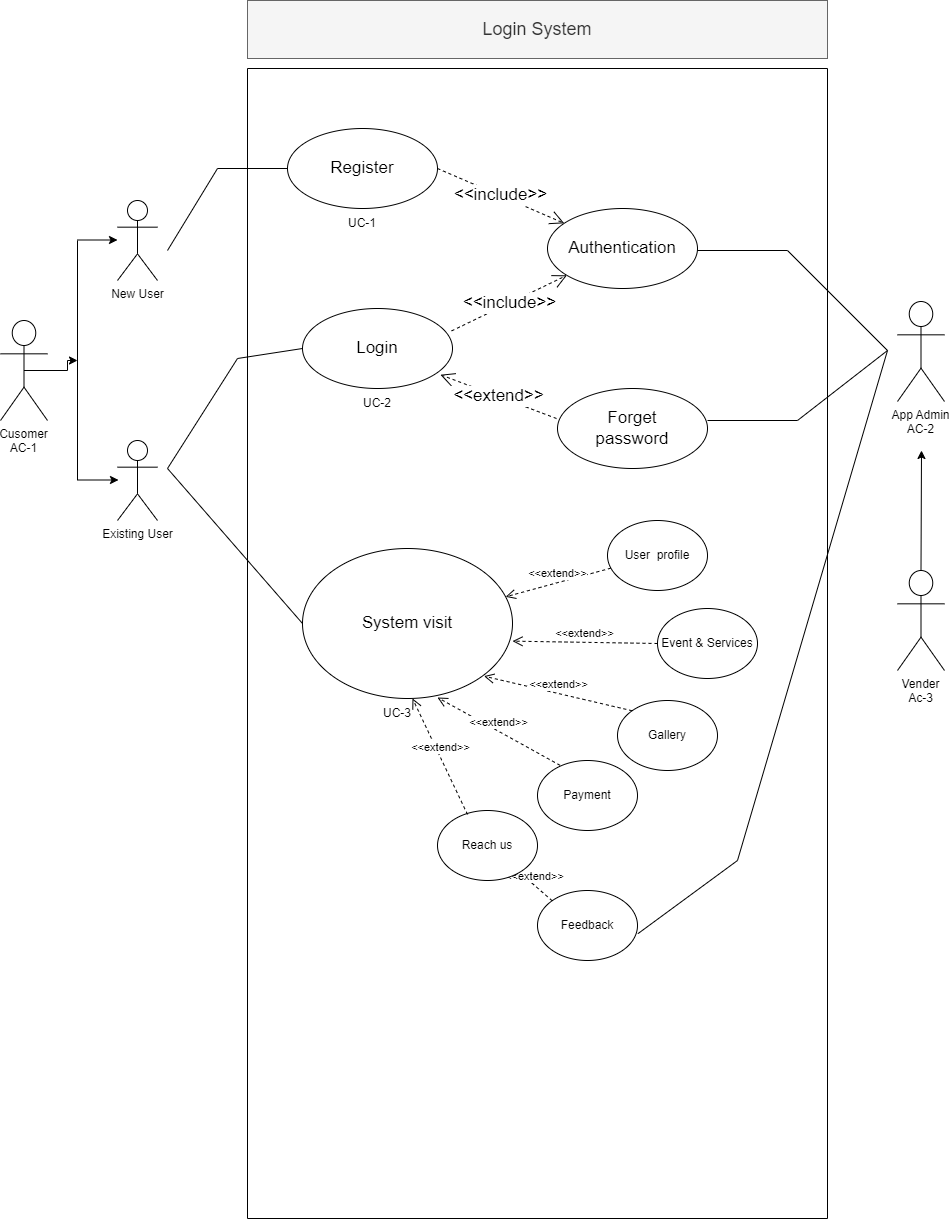 Login System
Register
<<include>>
UC-1
Authentication
New User
<<include>>
Login
Cusomer
AC-1
UC-2
<<extend>>
Forget
password
App Admin
AC-2
Existing User
User profile
<<extend>>
System visit
<<extend>>
Event & Services
<<extend>>
Vender
Ac-3
UC-3
<<extend>>
Gallery
<<extend>>
Payment
Reach us
<<extend>>
Feedback